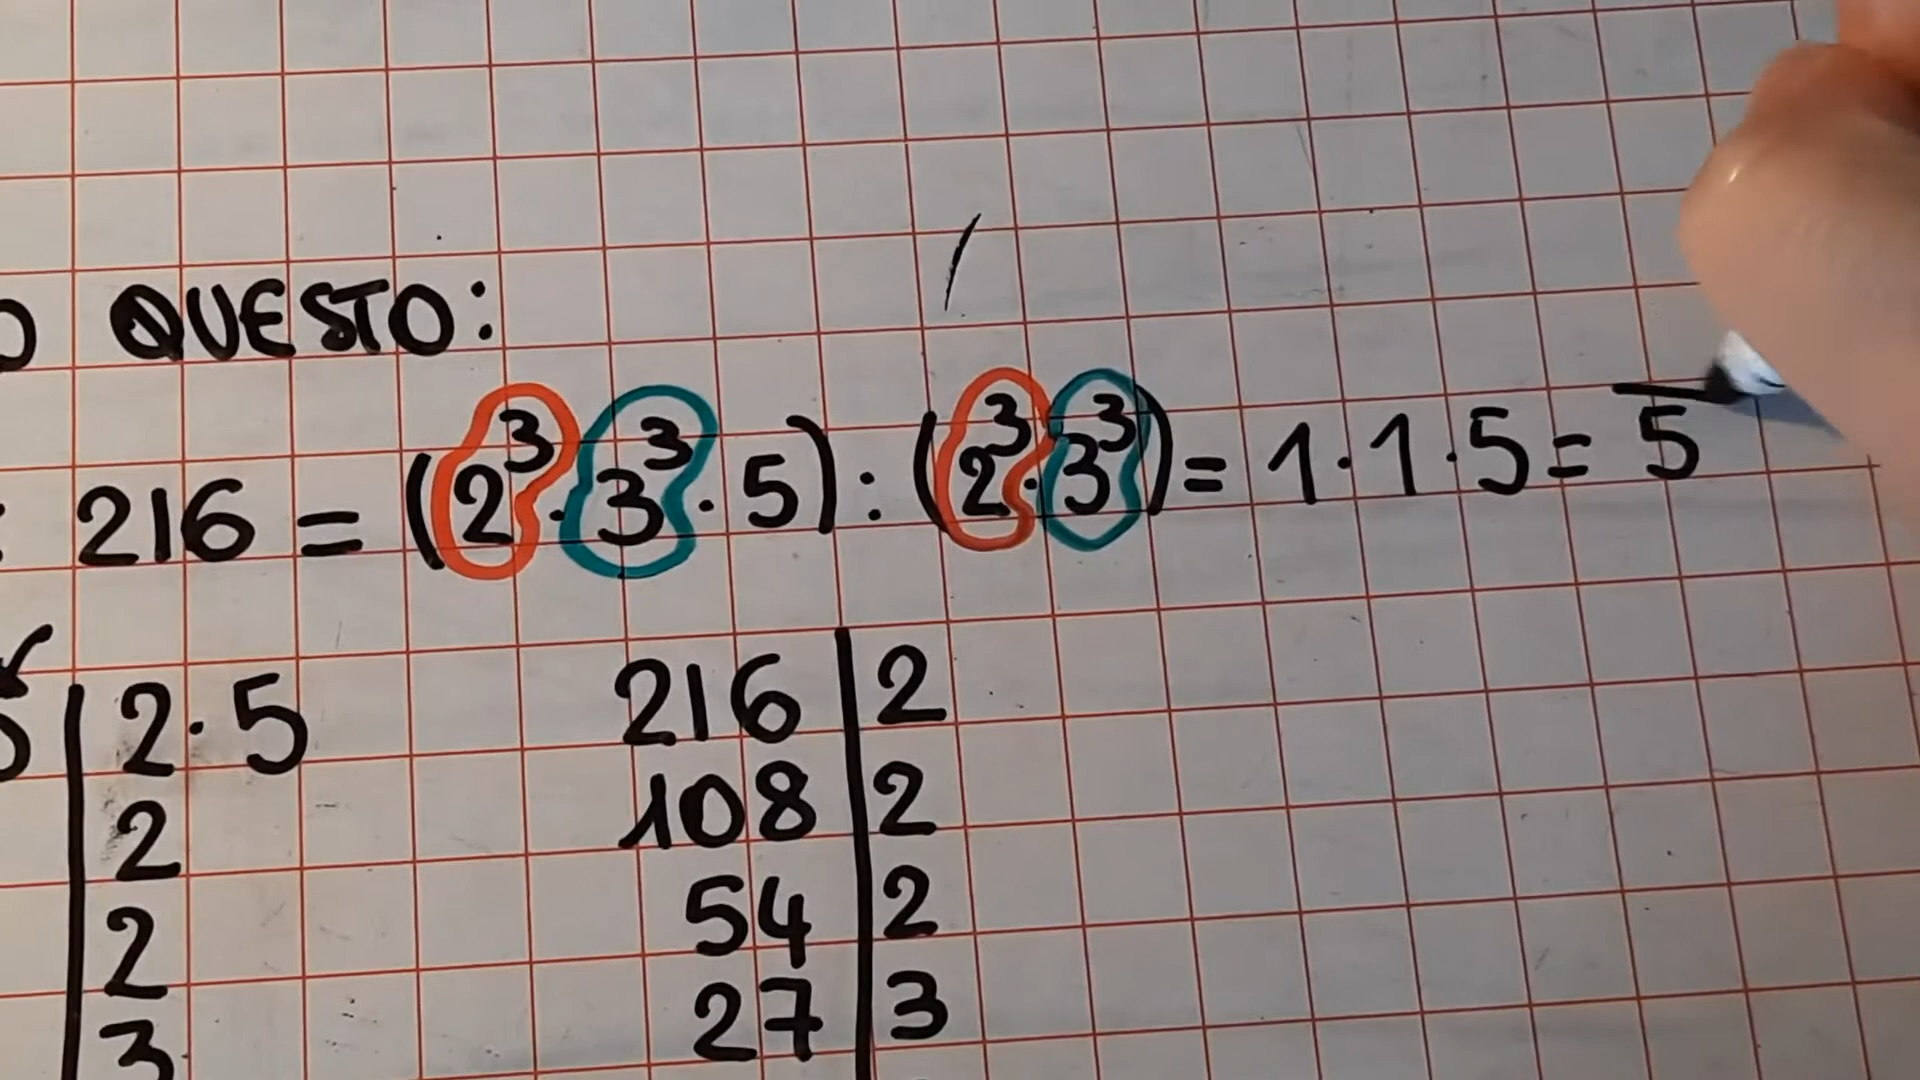 QUESTO:
: 216 = (2³·3³·5):(2³·3³)= 1·1·5= 5
2·5
2
2
3
216 | 2
108 | 2
54 | 2
27 | 3